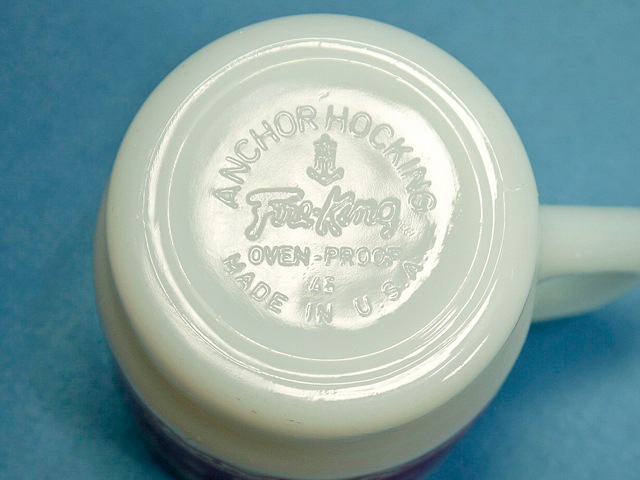 ANCHOR HOCKING
Fire-King
OVEN-PROOF
MADE IN U.S.A.